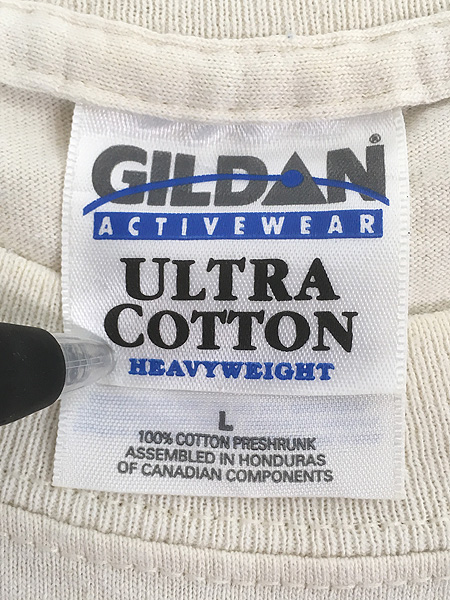 GILDAN®
ACTIVEWEAR
ULTRA
COTTON
HEAVYWEIGHT
L
100% COTTON PRESHRUNK
ASSEMBLED IN HONDURAS
OF CANADIAN COMPONENTS